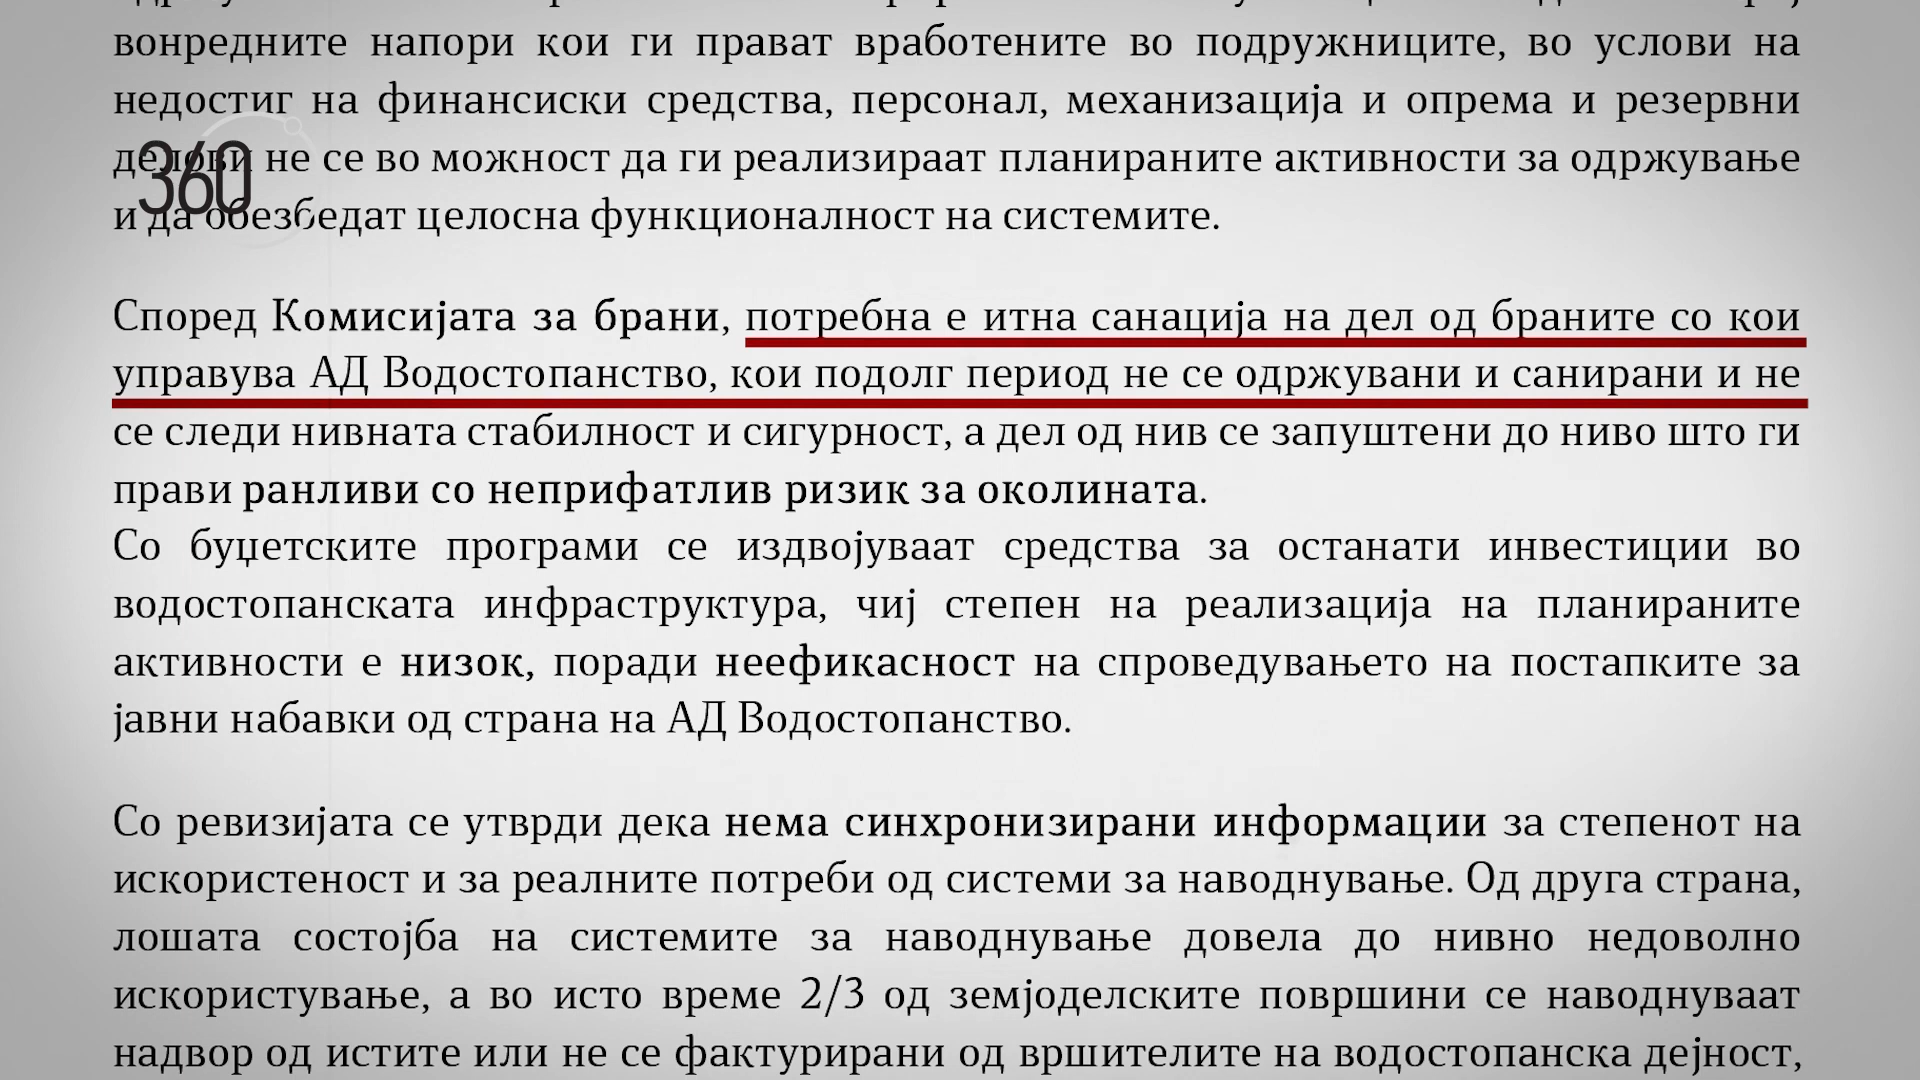 вонредните напори кои ги прават вработените во подружниците, во услови на
недостиг на финансиски средства, персонал, механизација и опрема и резервни
делови не се во можност да ги реализираат планираните активности за одржување
360
и да обезбедат целосна функционалност на системите.
Според Комисијата за брани, потребна е итна санација на дел од браните со кои
управува АД Водостопанство, кои подолг период не се одржувани и санирани и не
се следи нивната стабилност и сигурност, а дел од нив се запуштени до ниво што ги
прави ранливи со неприфатлив ризик за околината.
Со буџетските програми се издвојуваат средства за останати инвестиции во
водостопанската инфраструктура, чиј степен на реализација на планираните
активности е низок, поради неефикасност на спроведувањето на постапките за
јавни набавки од страна на АД Водостопанство.
Со ревизијата се утврди дека нема синхронизирани информации за степенот на
искористеност и за реалните потреби од системи за наводнување. Од друга страна,
лошата состојба на системите за наводнување довела до нивно недоволно
искористување, а во исто време 2/3 од земјоделските површини се наводнуваат
надвор од истите или не се фактурирани од вршителите на водостопанска дејност,